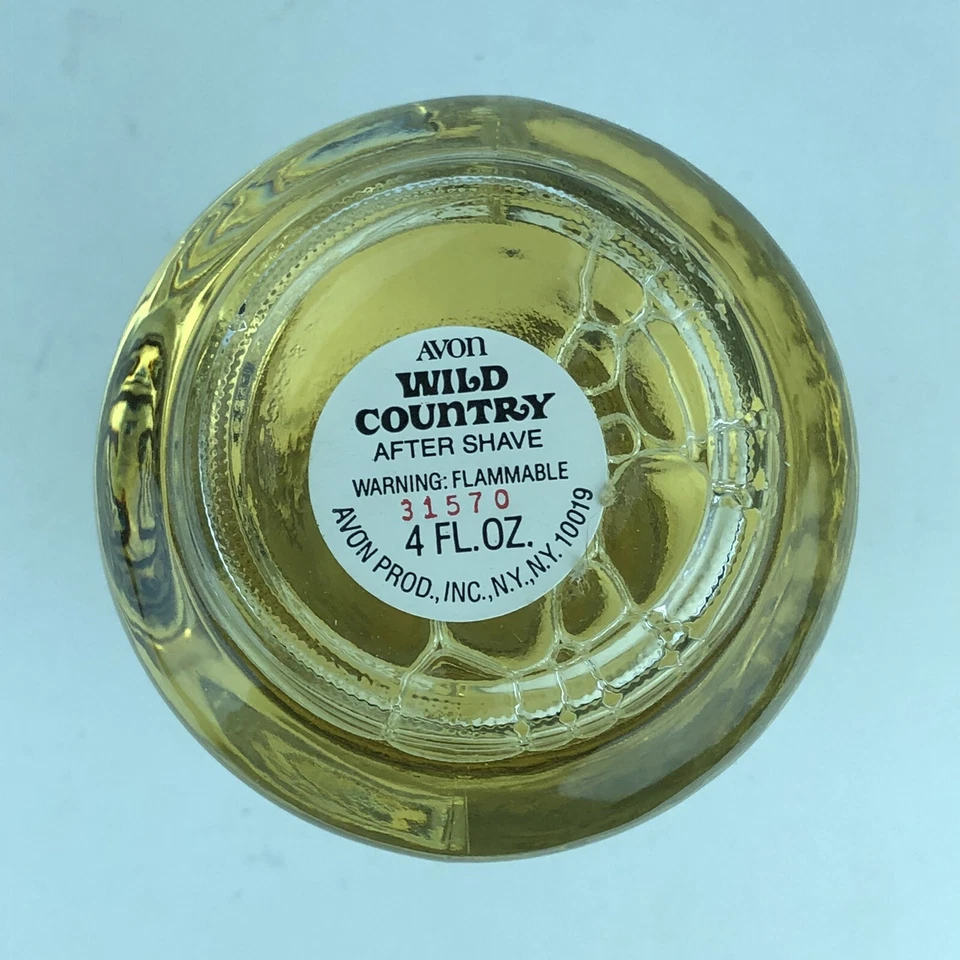 AVON
WILD
COUNTRY
AFTER SHAVE
WARNING: FLAMMABLE
31570
4 FL. OZ.
AVON PROD., INC., N.Y., N.Y. 10019